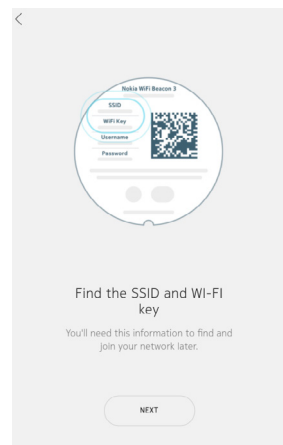 Nokia WiFi Beacon 3
SSID
WiFi Key
Username
Password
Find the SSID and WI-FI
key
You'll need this information to find and
join your network later.
NEXT